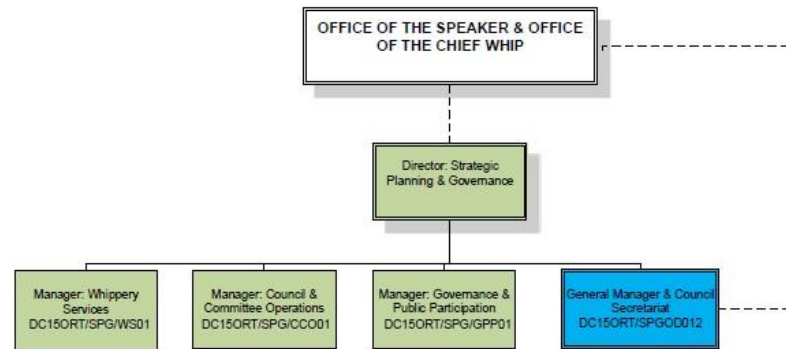 OFFICE OF THE SPEAKER & OFFICE
OF THE CHIEF WHIP
Director: Strategic
Planning & Governance
Manager: Whippery
Services
DC15ORT/SPG/WS01
Manager: Council &
Committee Operations
DC15ORT/SPG/CCO01
Manager: Governance &
Public Participation
DC15ORT/SPG/GPP01
General Manager & Council
Secretariat
DC15ORT/SPGOD012